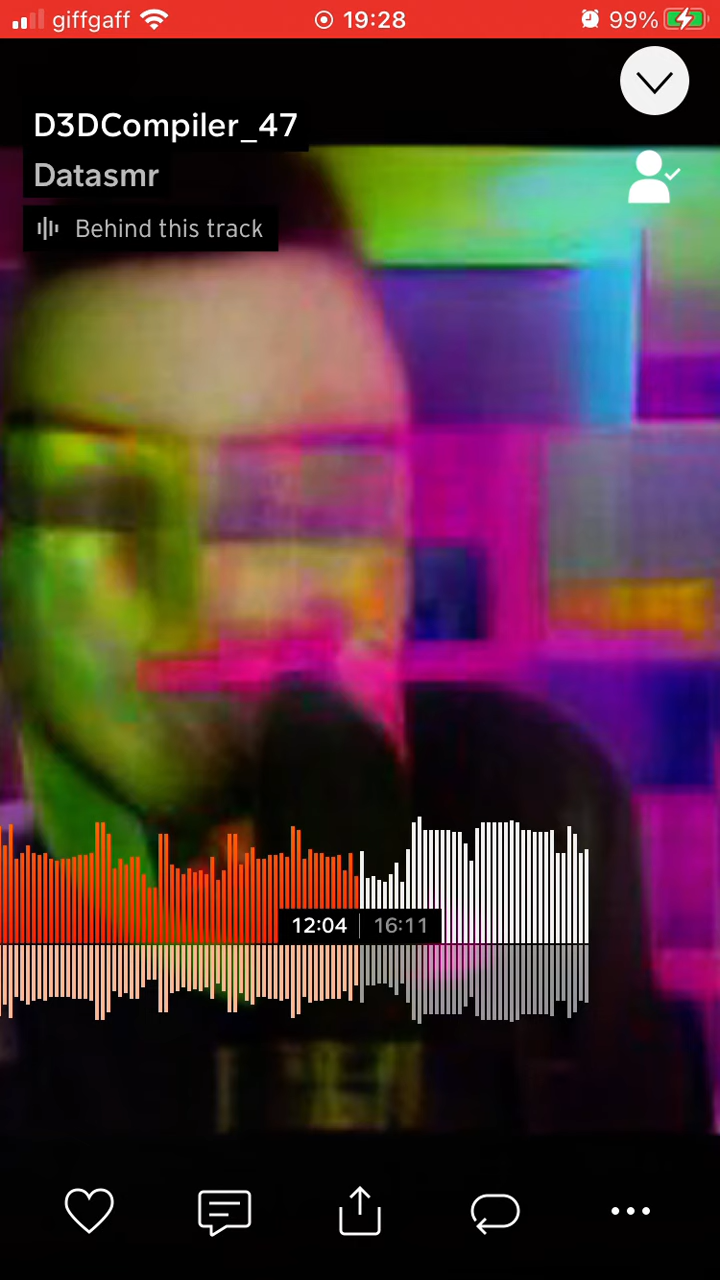 giffgaff 19:28 99%
D3DCompiler_47
Datasmr
Behind this track
12:04 16:11